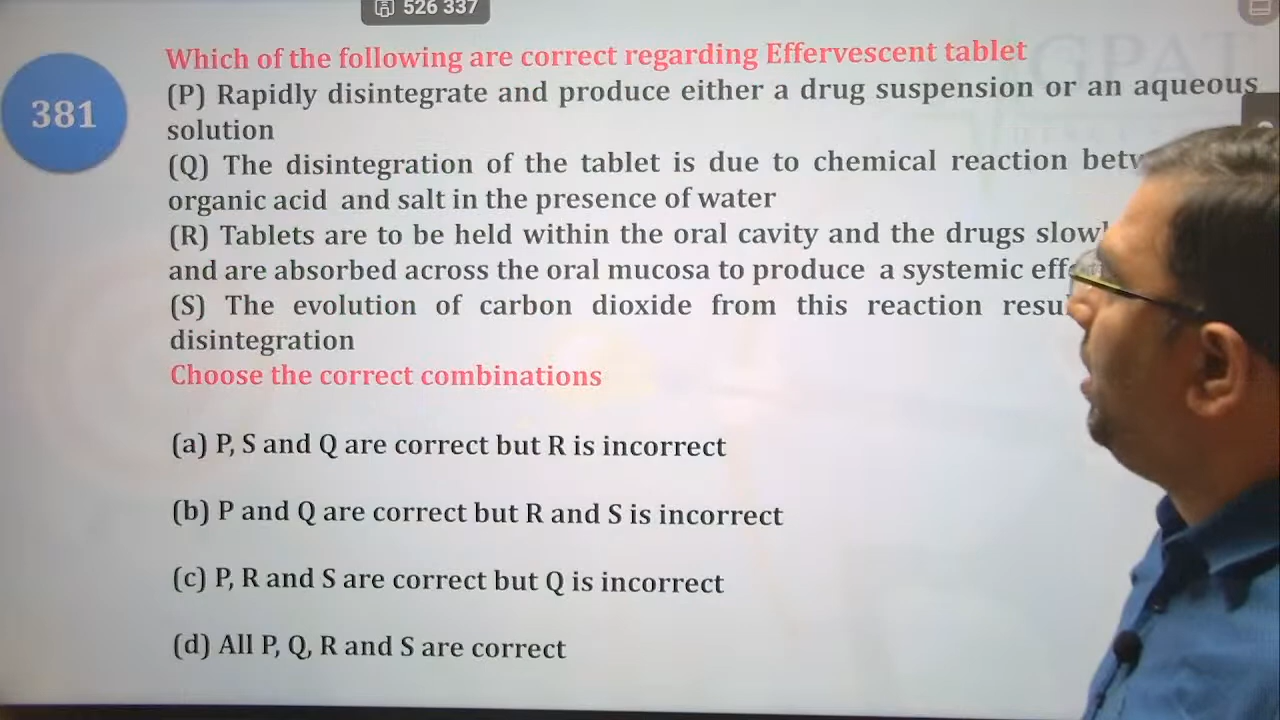 526 337
GPAT
381
Which of the following are correct regarding Effervescent tablet
(P) Rapidly disintegrate and produce either a drug suspension or an aqueous
solution
(Q) The disintegration of the tablet is due to chemical reaction
organic acid and salt in the presence of water
(R) Tablets are to be held within the oral cavity and the drugs
and are absorbed across the oral mucosa to produce a systemic
(S) The evolution of carbon dioxide from this reaction
disintegration
Choose the correct combinations
(a) P, S and Q are correct but R is incorrect
(b) P and Q are correct but R and S is incorrect
(c) P, R and S are correct but Q is incorrect
(d) All P, Q, R and S are correct